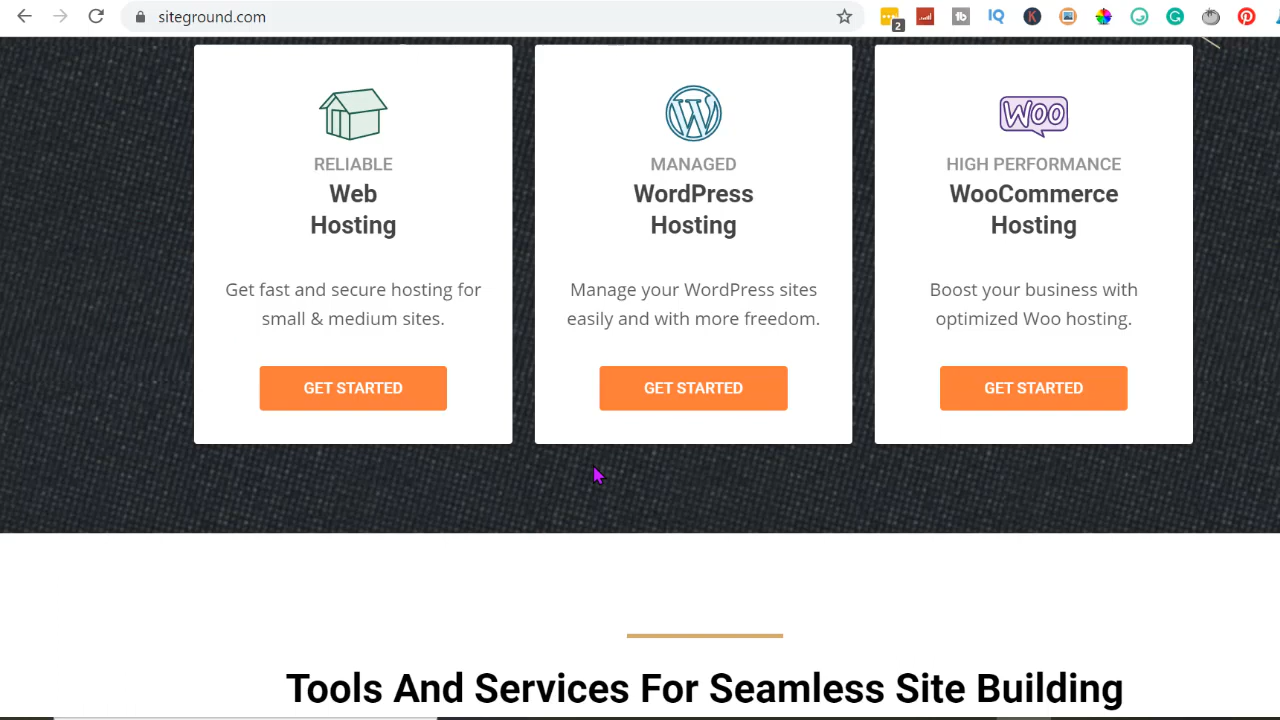 siteground.com
2
RELIABLE
Web
Hosting
Get fast and secure hosting for
small & medium sites.
GET STARTED
MANAGED
WordPress
Hosting
Manage your WordPress sites
easily and with more freedom.
GET STARTED
WOO
HIGH PERFORMANCE
WooCommerce
Hosting
Boost your business with
optimized Woo hosting.
GET STARTED
Tools And Services For Seamless Site Building